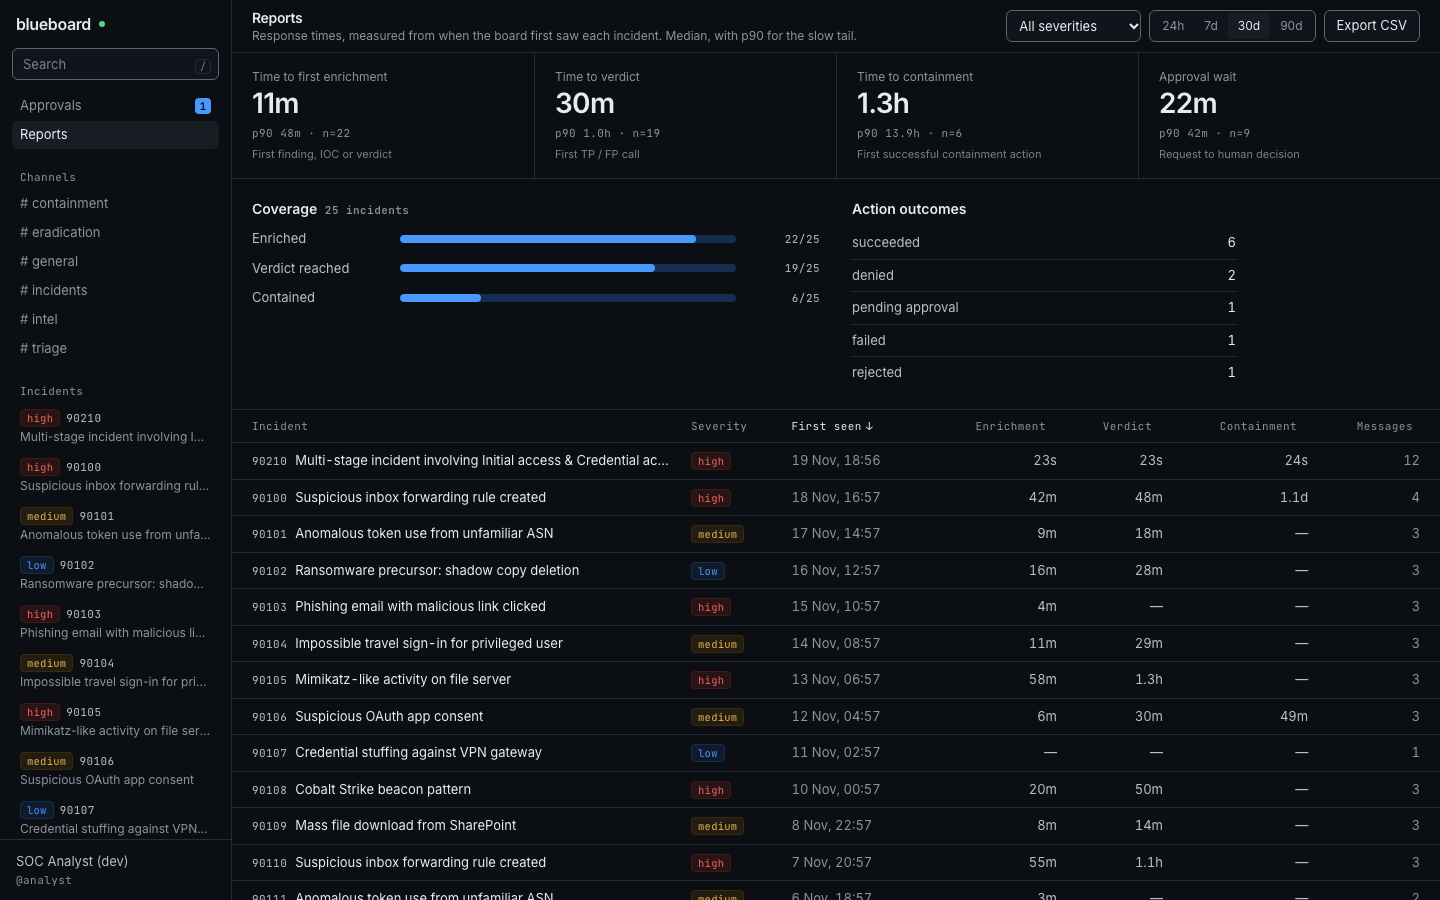 blueboard
Search /
Approvals 1
Reports
Channels
# containment
# eradication
# general
# incidents
# intel
# triage
Incidents
high 90210
Multi-stage incident involving I…
high 90100
Suspicious inbox forwarding rul…
medium 90101
Anomalous token use from unfa…
low 90102
Ransomware precursor: shado…
high 90103
Phishing email with malicious li…
medium 90104
Impossible travel sign-in for pri…
high 90105
Mimikatz-like activity on file ser…
medium 90106
Suspicious OAuth app consent
low 90107
Credential stuffing against VPN…
SOC Analyst (dev)
@analyst
Reports
Response times, measured from when the board first saw each incident. Median, with p90 for the slow tail.
All severities 24h 7d 30d 90d Export CSV
Time to first enrichment
11m
p90 48m · n=22
First finding, IOC or verdict
Time to verdict
30m
p90 1.0h · n=19
First TP / FP call
Time to containment
1.3h
p90 13.9h · n=6
First successful containment action
Approval wait
22m
p90 42m · n=9
Request to human decision
Coverage 25 incidents
Enriched 22/25
Verdict reached 19/25
Contained 6/25
Action outcomes
succeeded 6
denied 2
pending approval 1
failed 1
rejected 1
Incident Severity First seen ↓ Enrichment Verdict Containment Messages
90210 Multi-stage incident involving Initial access & Credential ac… high 19 Nov, 18:56 23s 23s 24s 12
90100 Suspicious inbox forwarding rule created high 18 Nov, 16:57 42m 48m 1.1d 4
90101 Anomalous token use from unfamiliar ASN medium 17 Nov, 14:57 9m 18m — 3
90102 Ransomware precursor: shadow copy deletion low 16 Nov, 12:57 16m 28m — 3
90103 Phishing email with malicious link clicked high 15 Nov, 10:57 4m — — 3
90104 Impossible travel sign-in for privileged user medium 14 Nov, 08:57 11m 29m — 3
90105 Mimikatz-like activity on file server high 13 Nov, 06:57 58m 1.3h — 3
90106 Suspicious OAuth app consent medium 12 Nov, 04:57 6m 30m 49m 3
90107 Credential stuffing against VPN gateway low 11 Nov, 02:57 — — — 1
90108 Cobalt Strike beacon pattern high 10 Nov, 00:57 20m 50m — 3
90109 Mass file download from SharePoint medium 8 Nov, 22:57 8m 14m — 3
90110 Suspicious inbox forwarding rule created high 7 Nov, 20:57 55m 1.1h — 3
90111 Anomalous token use from unfamiliar ASN medium 6 Nov, 18:57 3m — — 2